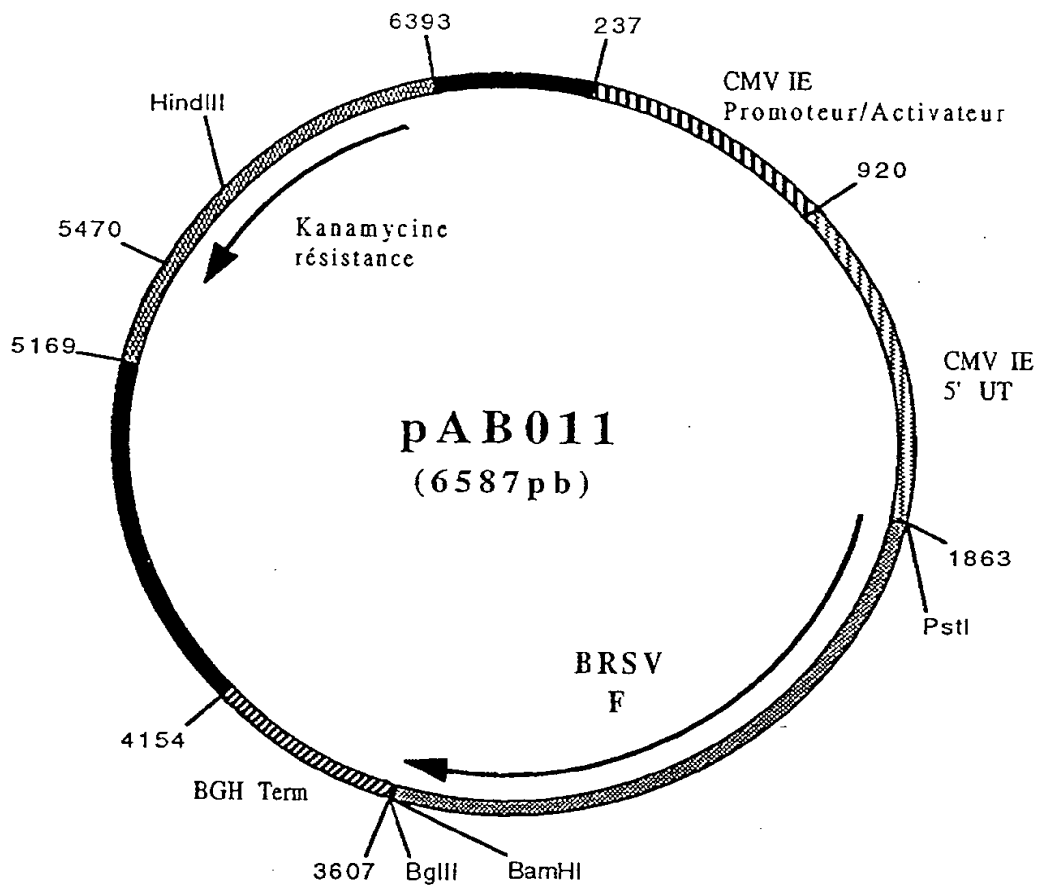 6393
237
HindIII
CMV IE
Promoteur/Activateur
920
5470
Kanamycine
résistance
5169
CMV IE
5' UT
pAB011
(6587pb)
1863
PstI
BRSV
F
4154
BGH Term
3607
BglII
BamHI